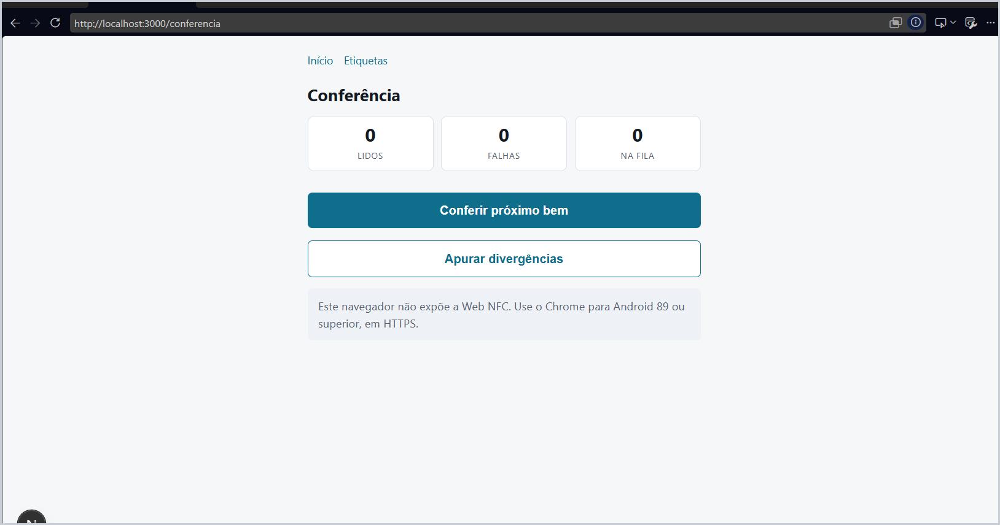 http://localhost:3000/conferencia
Início Etiquetas
Conferência
0 0 0
LIDOS FALHAS NA FILA
Conferir próximo bem
Apurar divergências
Este navegador não expõe a Web NFC. Use o Chrome para Android 89 ou
superior, em HTTPS.